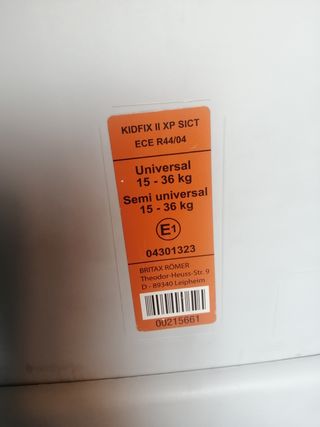 KIDFIX II XP SICT
ECE R44/04
Universal
15 - 36 kg
Semi universal
15 - 36 kg
E1
04301323
BRITAX RÖMER
Theodor-Heuss-Str. 9
D - 89340 Leipheim
00215661